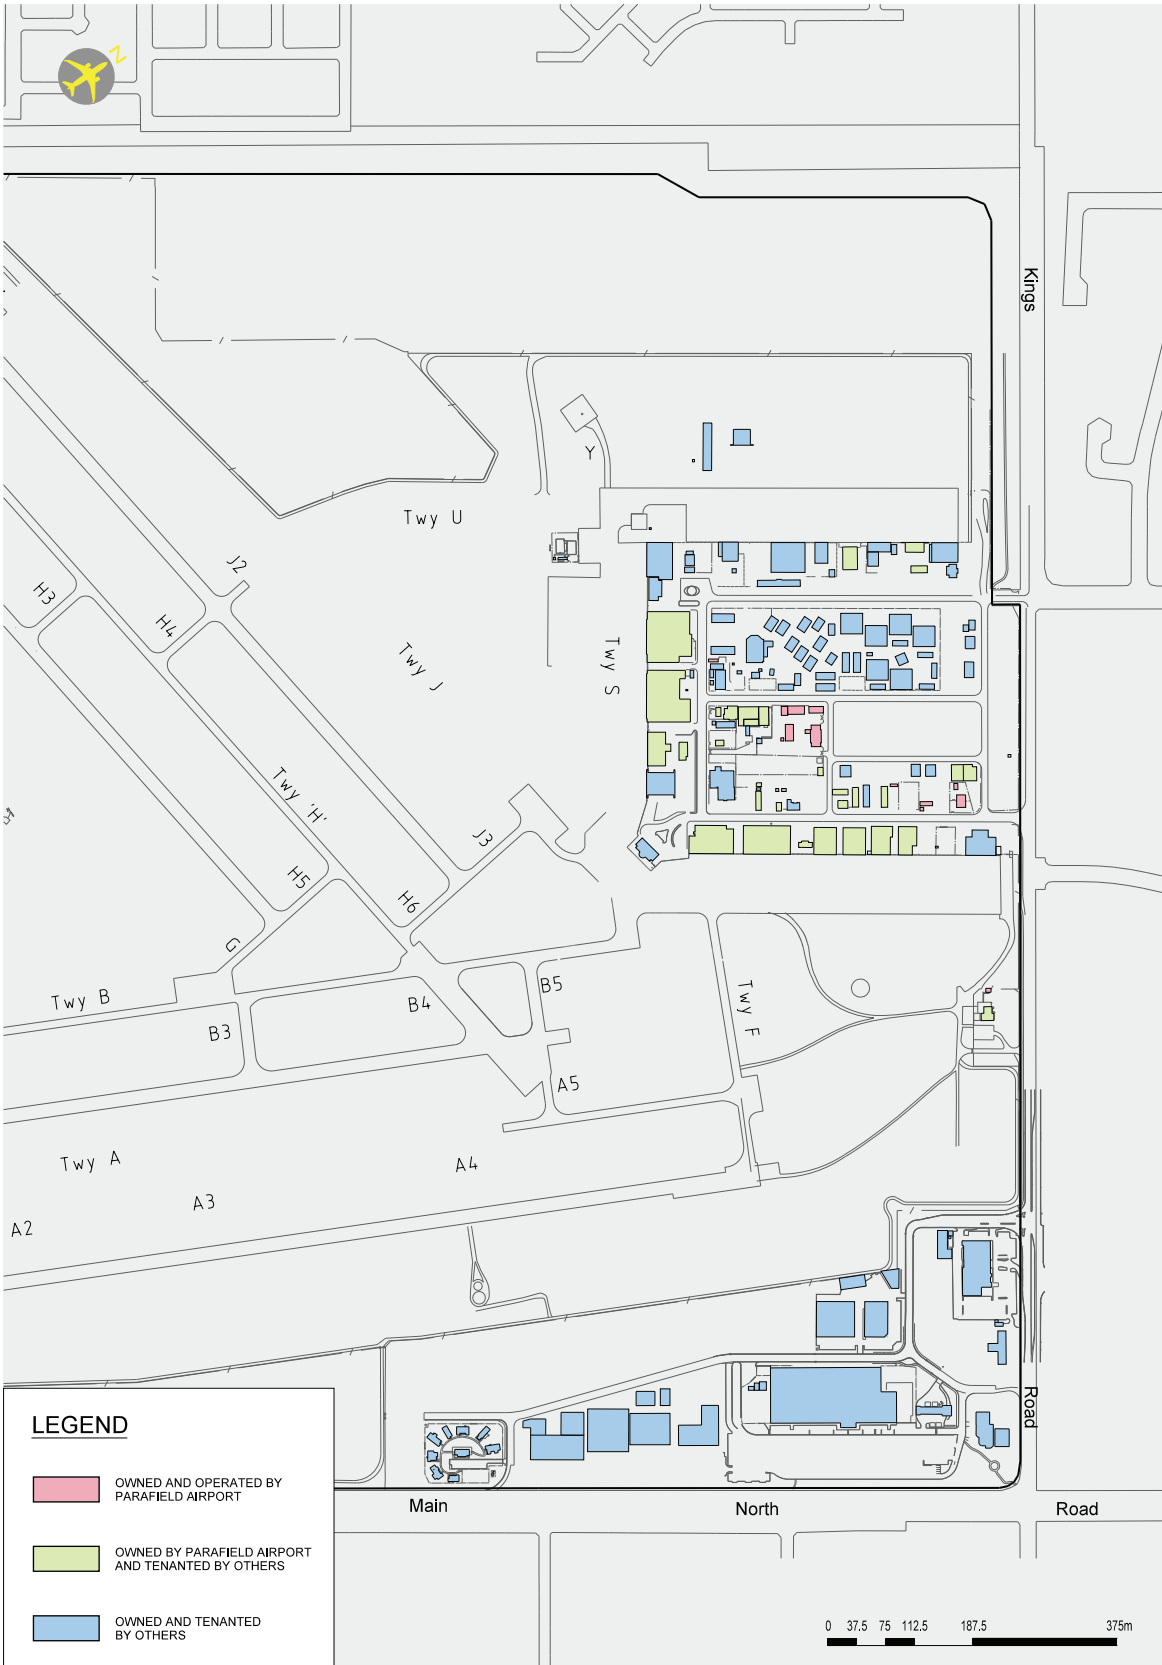 N
Kings
Y
Twy U
J2
H3
H4
Twy J
Twy S
Twy 'H'
J3
H5
H6
G
Twy B
B3
B4
B5
Twy F
A5
Twy A
A4
A3
A2
Road
LEGEND
OWNED AND OPERATED BY
PARAFIELD AIRPORT
OWNED BY PARAFIELD AIRPORT
AND TENANTED BY OTHERS
OWNED AND TENANTED
BY OTHERS
Main North Road
0 37.5 75 112.5 187.5 375m